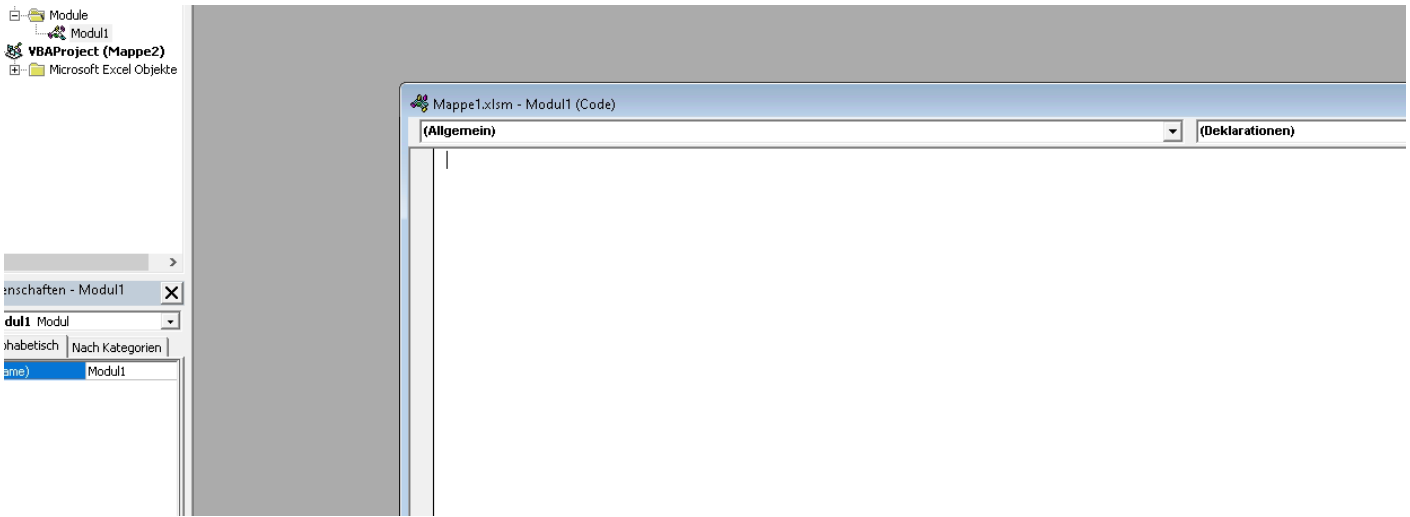 Module
Modul1
VBAProject (Mappe2)
Microsoft Excel Objekte
enschaften - Modul1
dul1 Modul
phabetisch Nach Kategorien
ame) Modul1
Mappe1.xlsm - Modul1 (Code)
(Allgemein) (Deklarationen)